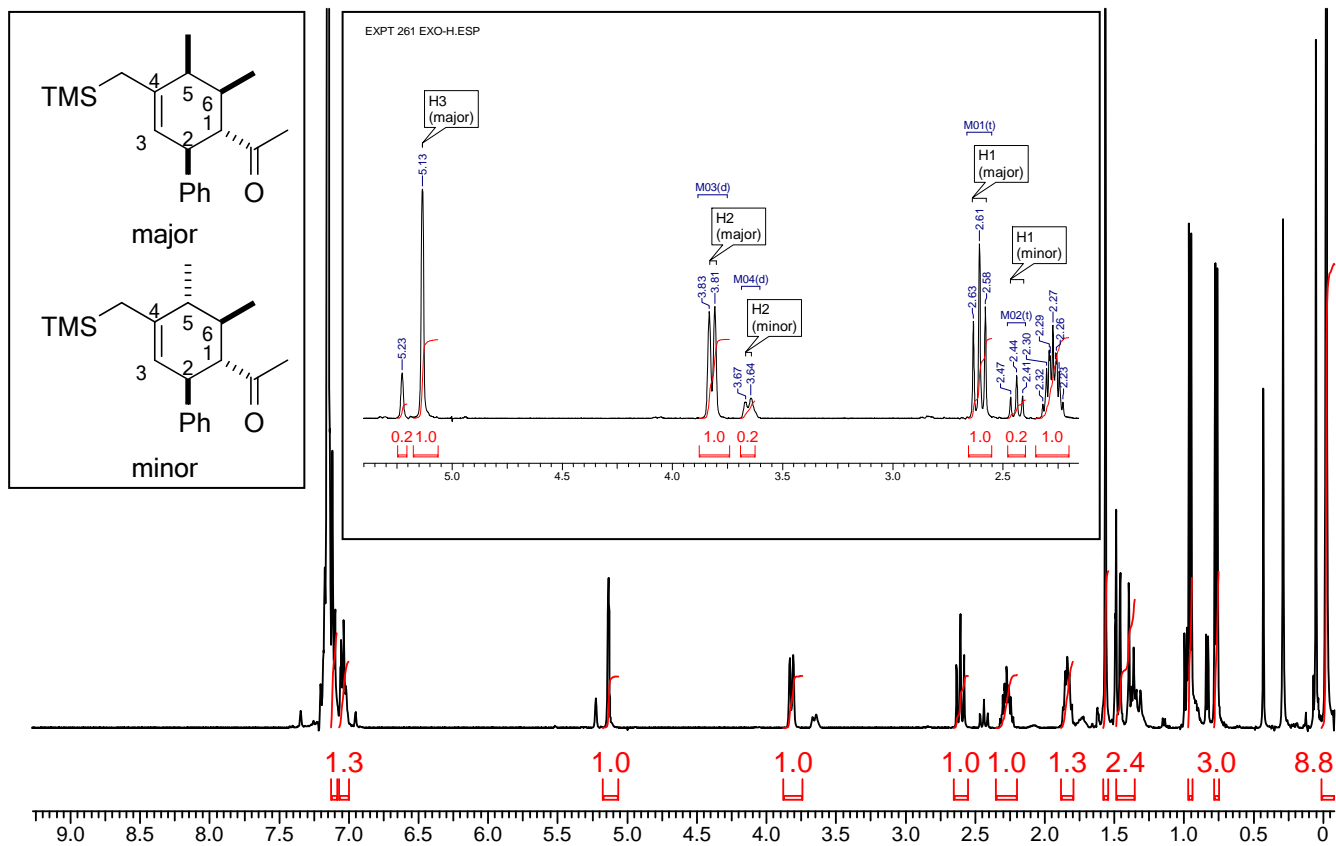 TMS
4
5
6
1
2
3
Ph
O
major
TMS
4
5
6
1
2
3
Ph
O
minor
EXPT 261 EXO-H.ESP
H3
(major)
5.23
5.13
M03(d)
H2
(major)
3.83
3.81
M04(d)
H2
(minor)
3.67
3.64
M01(t)
H1
(major)
2.63
2.61
2.58
H1
(minor)
M02(t)
2.47
2.44
2.41
2.32
2.30
2.29
2.27
2.26
2.23
0.2 1.0 1.0 0.2 1.0 0.2 1.0
5.0 4.5 4.0 3.5 3.0 2.5
1.3 1.0 1.0 1.0 1.0 1.3 2.4 3.0 8.8
9.0 8.5 8.0 7.5 7.0 6.5 6.0 5.5 5.0 4.5 4.0 3.5 3.0 2.5 2.0 1.5 1.0 0.5 0